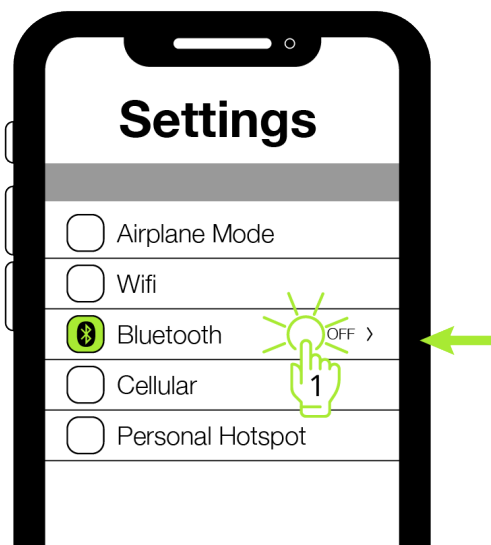 Settings
Airplane Mode
Wifi
Bluetooth OFF >
1
Cellular
Personal Hotspot